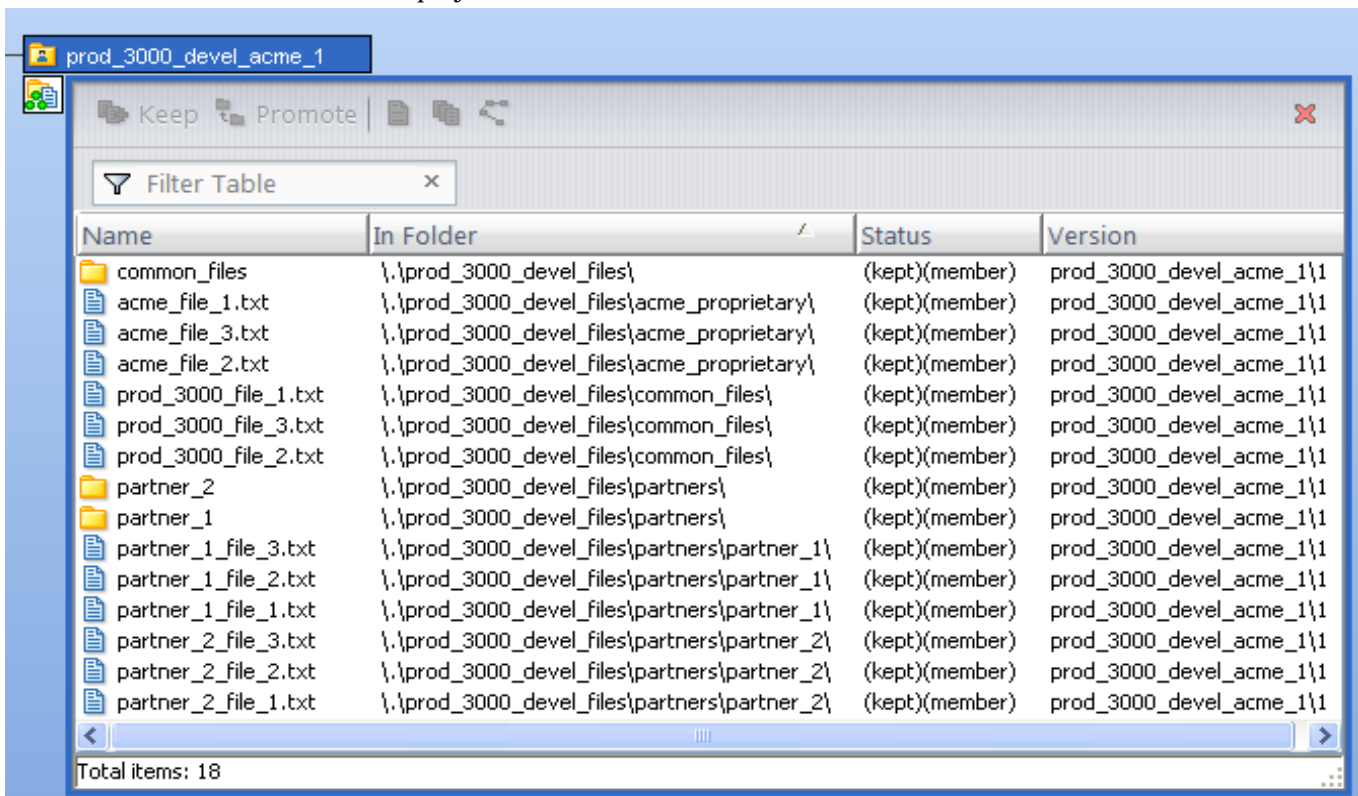 prod_3000_devel_acme_1
Keep Promote
Filter Table
Name In Folder Status Version
common_files \.\prod_3000_devel_files\ (kept)(member) prod_3000_devel_acme_1\1
acme_file_1.txt \.\prod_3000_devel_files\acme_proprietary\ (kept)(member) prod_3000_devel_acme_1\1
acme_file_3.txt \.\prod_3000_devel_files\acme_proprietary\ (kept)(member) prod_3000_devel_acme_1\1
acme_file_2.txt \.\prod_3000_devel_files\acme_proprietary\ (kept)(member) prod_3000_devel_acme_1\1
prod_3000_file_1.txt \.\prod_3000_devel_files\common_files\ (kept)(member) prod_3000_devel_acme_1\1
prod_3000_file_3.txt \.\prod_3000_devel_files\common_files\ (kept)(member) prod_3000_devel_acme_1\1
prod_3000_file_2.txt \.\prod_3000_devel_files\common_files\ (kept)(member) prod_3000_devel_acme_1\1
partner_2 \.\prod_3000_devel_files\partners\ (kept)(member) prod_3000_devel_acme_1\1
partner_1 \.\prod_3000_devel_files\partners\ (kept)(member) prod_3000_devel_acme_1\1
partner_1_file_3.txt \.\prod_3000_devel_files\partners\partner_1\ (kept)(member) prod_3000_devel_acme_1\1
partner_1_file_2.txt \.\prod_3000_devel_files\partners\partner_1\ (kept)(member) prod_3000_devel_acme_1\1
partner_1_file_1.txt \.\prod_3000_devel_files\partners\partner_1\ (kept)(member) prod_3000_devel_acme_1\1
partner_2_file_3.txt \.\prod_3000_devel_files\partners\partner_2\ (kept)(member) prod_3000_devel_acme_1\1
partner_2_file_2.txt \.\prod_3000_devel_files\partners\partner_2\ (kept)(member) prod_3000_devel_acme_1\1
partner_2_file_1.txt \.\prod_3000_devel_files\partners\partner_2\ (kept)(member) prod_3000_devel_acme_1\1
Total items: 18